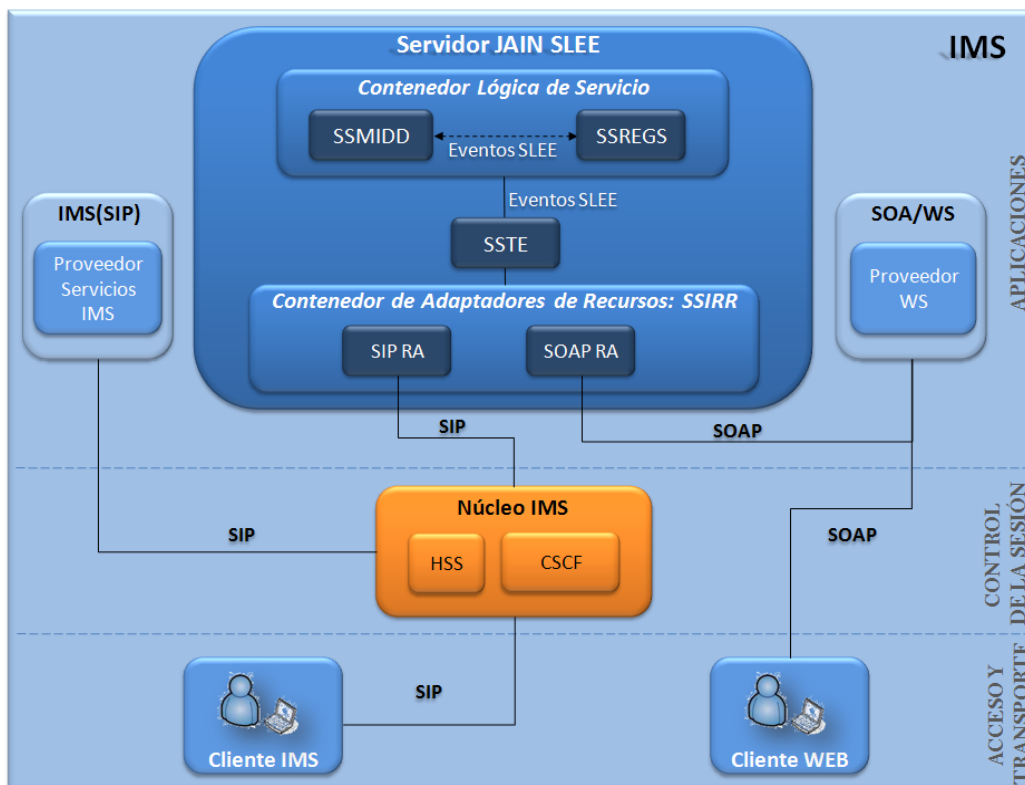 Servidor JAIN SLEE
IMS
Contenedor Lógica de Servicio
SSMIDD
SSREGS
Eventos SLEE
Eventos SLEE
SSTE
Contenedor de Adaptadores de Recursos: SSIRR
SIP RA
SOAP RA
IMS(SIP)
Proveedor
Servicios
IMS
SOA/WS
Proveedor
WS
APLICACIONES
SIP
SOAP
Núcleo IMS
HSS
CSCF
SIP
SOAP
CONTROL
DE LA SESIÓN
SIP
Cliente IMS
Cliente WEB
ACCESO Y
TRANSPORTE